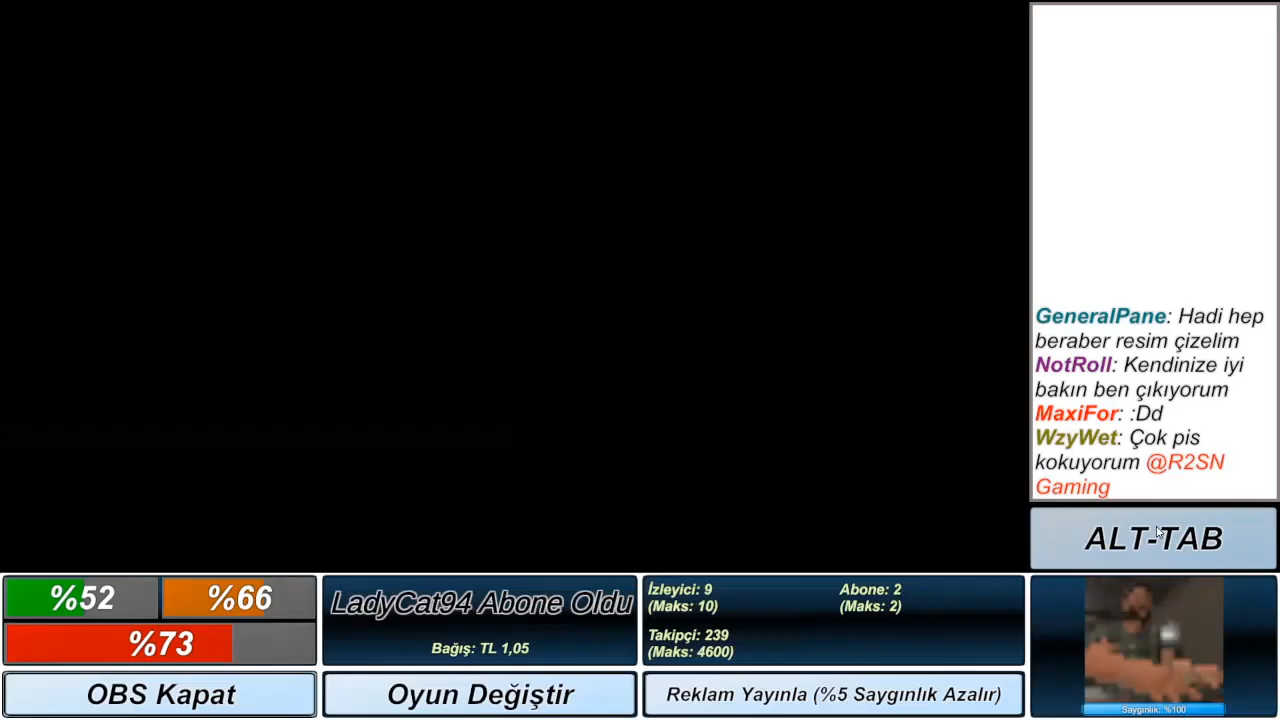 GeneralPane: Hadi hep
beraber resim çizelim
NotRoll: Kendinize iyi
bakın ben çıkıyorum
MaxiFor: :Dd
WzyWet: Çok pis
kokuyorum @R2SN
Gaming
ALT-TAB
%52
%66
%73
LadyCat94 Abone Oldu
Bağış: TL 1,05
İzleyici: 9
(Maks: 10)
Abone: 2
(Maks: 2)
Takipçi: 239
(Maks: 4600)
Saygınlık: %100
OBS Kapat
Oyun Değiştir
Reklam Yayınla (%5 Saygınlık Azalır)